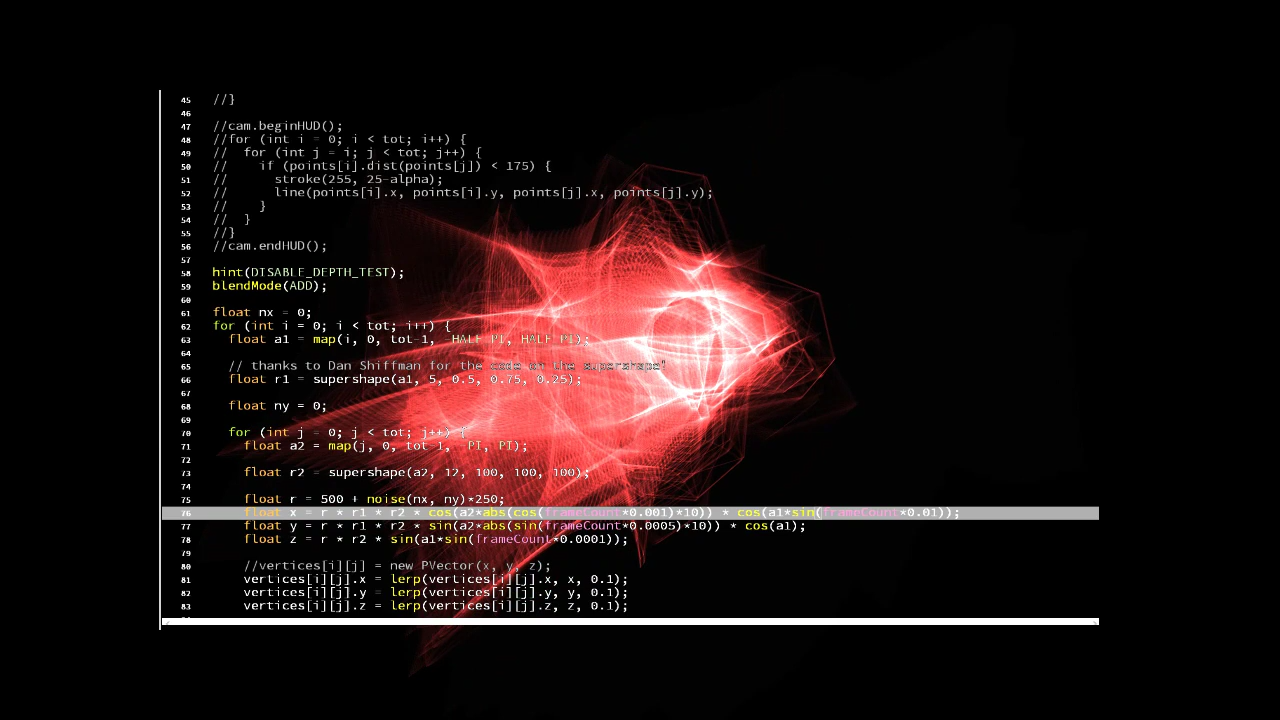 45 //}
46
47 //cam.beginHUD();
48 //for (int i = 0; i < tot; i++) {
49 //  for (int j = i; j < tot; j++) {
50 //    if (points[i].dist(points[j]) < 175) {
51 //      stroke(255, 25-alpha);
52 //      line(points[i].x, points[i].y, points[j].x, points[j].y);
53 //    }
54 //  }
55 //}
56 //cam.endHUD();
57
58 hint(DISABLE_DEPTH_TEST);
59 blendMode(ADD);
60
61 float nx = 0;
62 for (int i = 0; i < tot; i++) {
63   float a1 = map(i, 0, tot-1, -HALF_PI, HALF_PI);
64
65   // thanks to Dan Shiffman for the code on the supershape!
66   float r1 = supershape(a1, 5, 0.5, 0.75, 0.25);
67
68   float ny = 0;
69
70   for (int j = 0; j < tot; j++) {
71     float a2 = map(j, 0, tot-1, -PI, PI);
72
73     float r2 = supershape(a2, 12, 100, 100, 100);
74
75     float r = 500 + noise(nx, ny)*250;
76     float x = r * r1 * r2 * cos(a2*abs(cos(frameCount*0.001)*10)) * cos(a1*sin(frameCount*0.01));
77     float y = r * r1 * r2 * sin(a2*abs(sin(frameCount*0.0005)*10)) * cos(a1);
78     float z = r * r2 * sin(a1*sin(frameCount*0.0001));
79
80     //vertices[i][j] = new PVector(x, y, z);
81     vertices[i][j].x = lerp(vertices[i][j].x, x, 0.1);
82     vertices[i][j].y = lerp(vertices[i][j].y, y, 0.1);
83     vertices[i][j].z = lerp(vertices[i][j].z, z, 0.1);